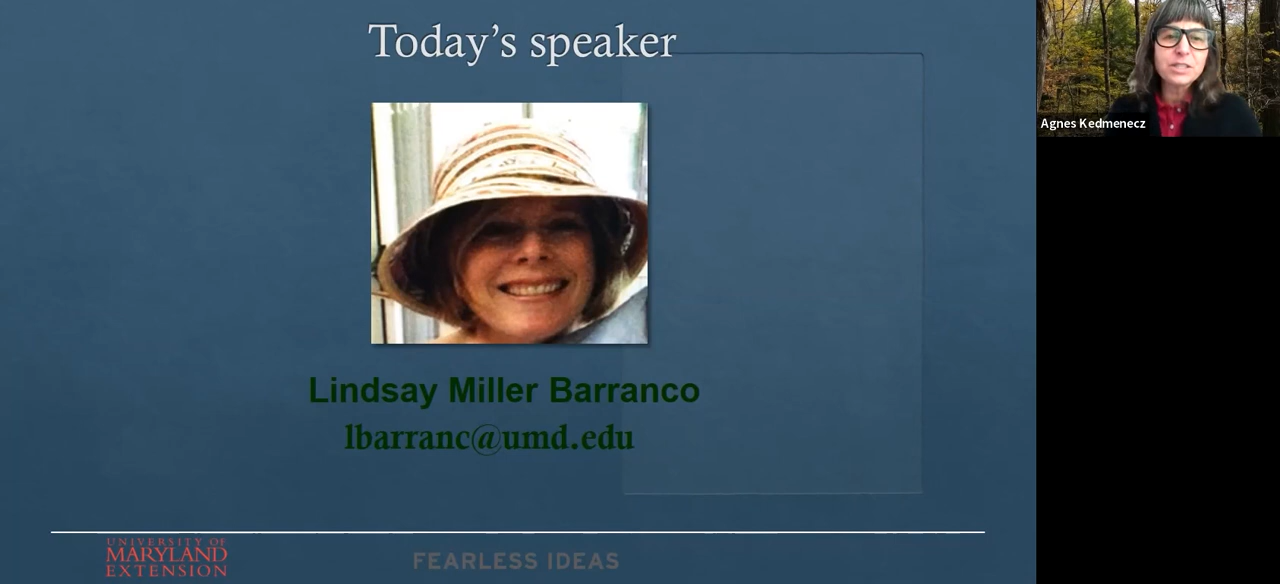 Today's speaker
Agnes Kedmenecz
Lindsay Miller Barranco
lbarranc@umd.edu
UNIVERSITY OF
MARYLAND
EXTENSION
FEARLESS IDEAS